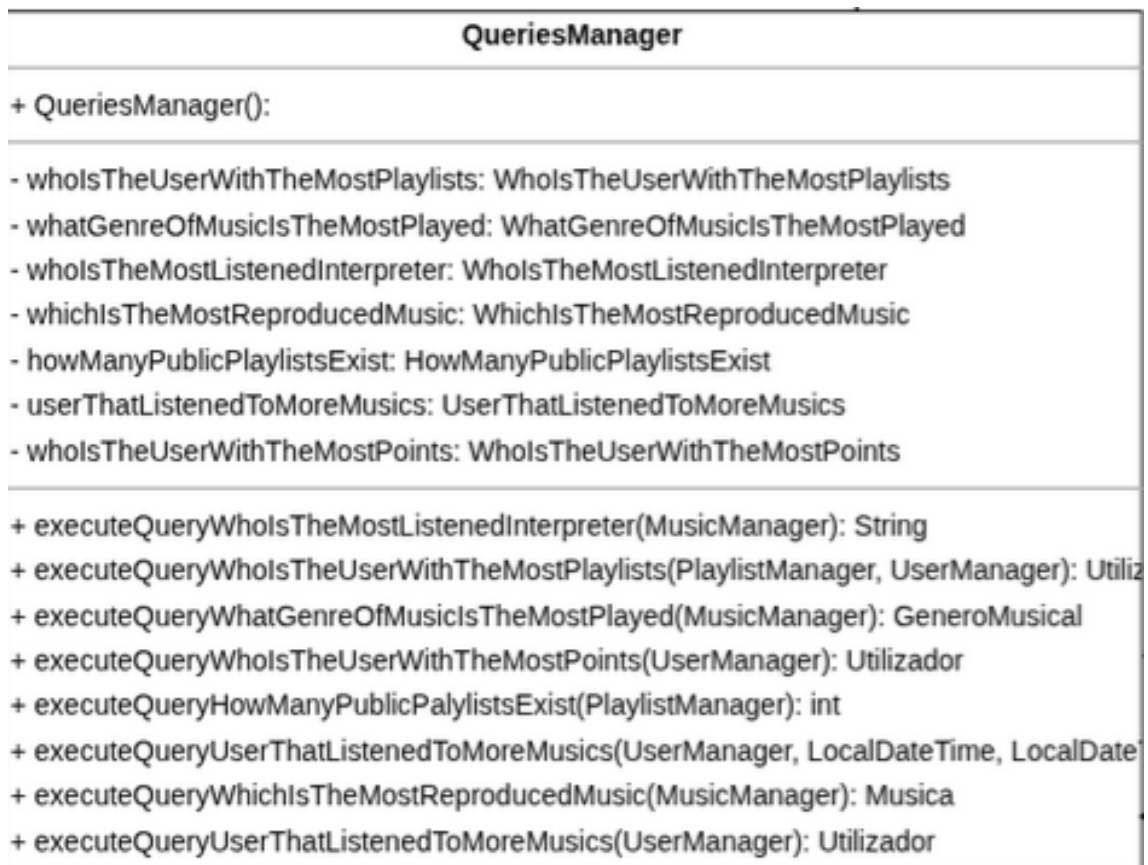 QueriesManager
+ QueriesManager():
- whoIsTheUserWithTheMostPlaylists: WhoIsTheUserWithTheMostPlaylists
- whatGenreOfMusicIsTheMostPlayed: WhatGenreOfMusicIsTheMostPlayed
- whoIsTheMostListenedInterpreter: WhoIsTheMostListenedInterpreter
- whichIsTheMostReproducedMusic: WhichIsTheMostReproducedMusic
- howManyPublicPlaylistsExist: HowManyPublicPlaylistsExist
- userThatListenedToMoreMusics: UserThatListenedToMoreMusics
- whoIsTheUserWithTheMostPoints: WhoIsTheUserWithTheMostPoints
+ executeQueryWhoIsTheMostListenedInterpreter(MusicManager): String
+ executeQueryWhoIsTheUserWithTheMostPlaylists(PlaylistManager, UserManager): Utiliz
+ executeQueryWhatGenreOfMusicIsTheMostPlayed(MusicManager): GeneroMusical
+ executeQueryWhoIsTheUserWithTheMostPoints(UserManager): Utilizador
+ executeQueryHowManyPublicPalylistsExist(PlaylistManager): int
+ executeQueryUserThatListenedToMoreMusics(UserManager, LocalDateTime, LocalDate
+ executeQueryWhichIsTheMostReproducedMusic(MusicManager): Musica
+ executeQueryUserThatListenedToMoreMusics(UserManager): Utilizador